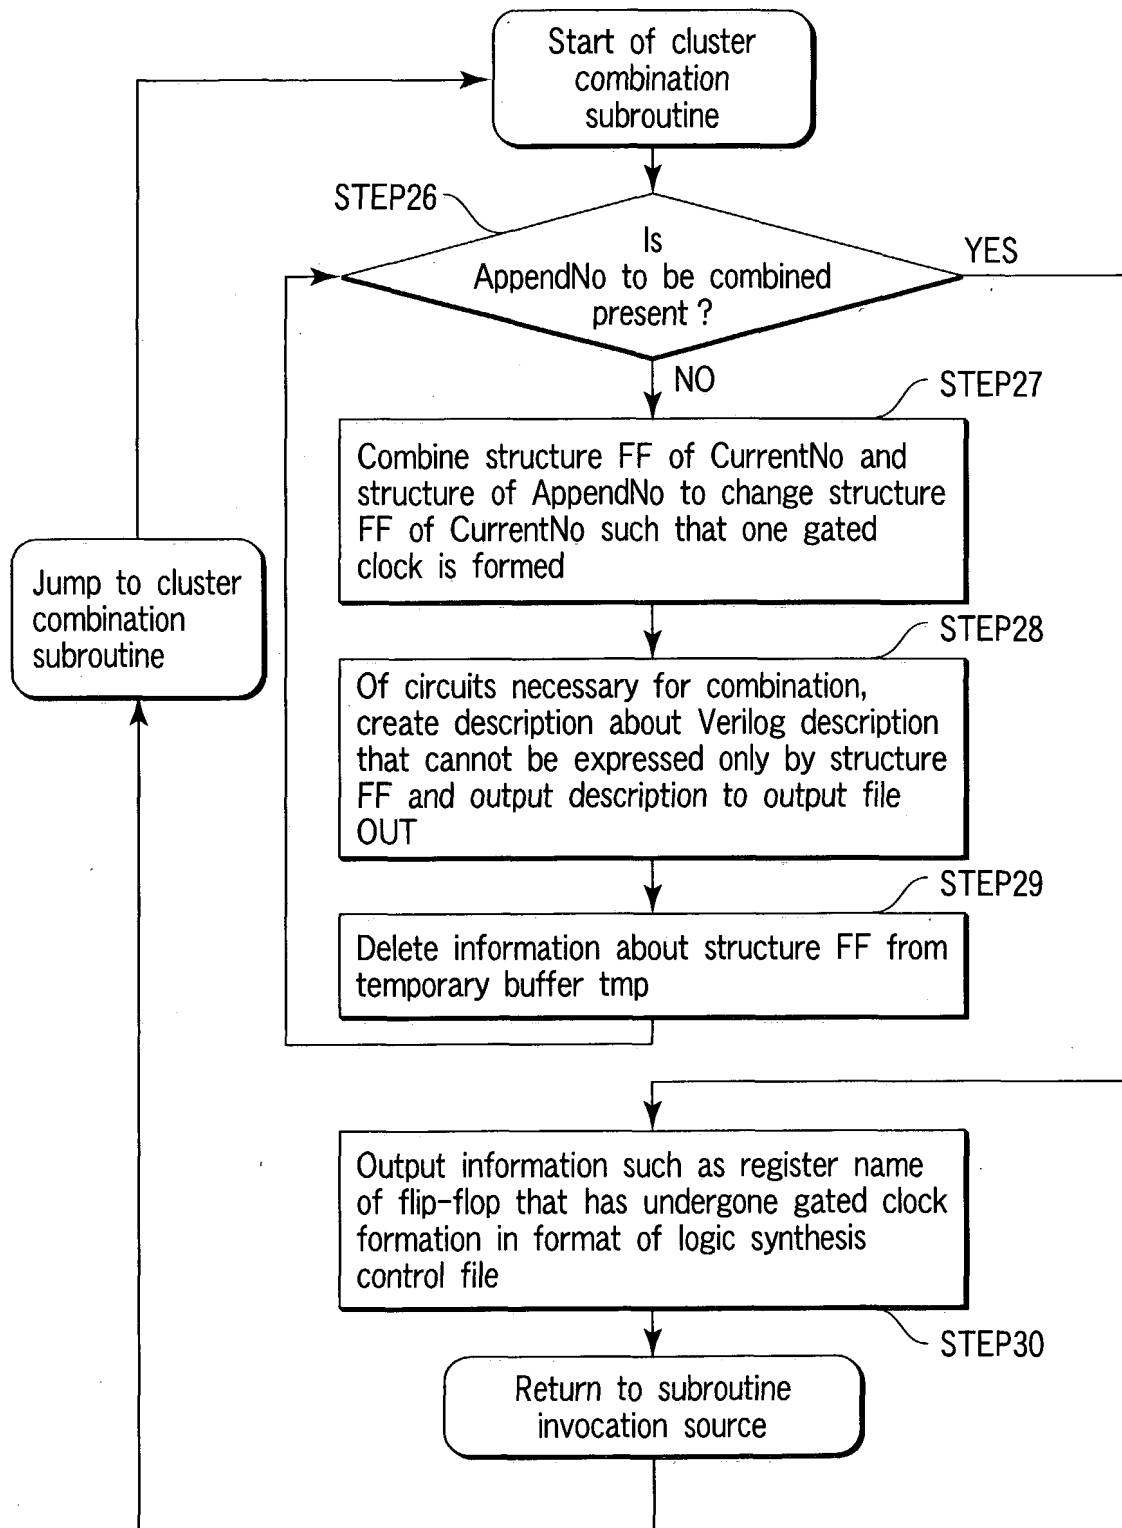 Start of cluster
combination
subroutine
STEP26
Is
AppendNo to be combined
present ?
YES
NO
STEP27
Combine structure FF of CurrentNo and
structure of AppendNo to change structure
FF of CurrentNo such that one gated
clock is formed
Jump to cluster
combination
subroutine
STEP28
Of circuits necessary for combination,
create description about Verilog description
that cannot be expressed only by structure
FF and output description to output file
OUT
STEP29
Delete information about structure FF from
temporary buffer tmp
Output information such as register name
of flip-flop that has undergone gated clock
formation in format of logic synthesis
control file
STEP30
Return to subroutine
invocation source